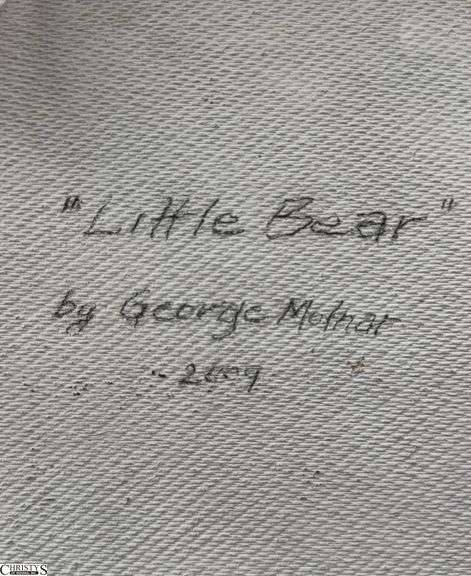 "Little Bear"
by George Molnar
- 2009
CHRISTY'S